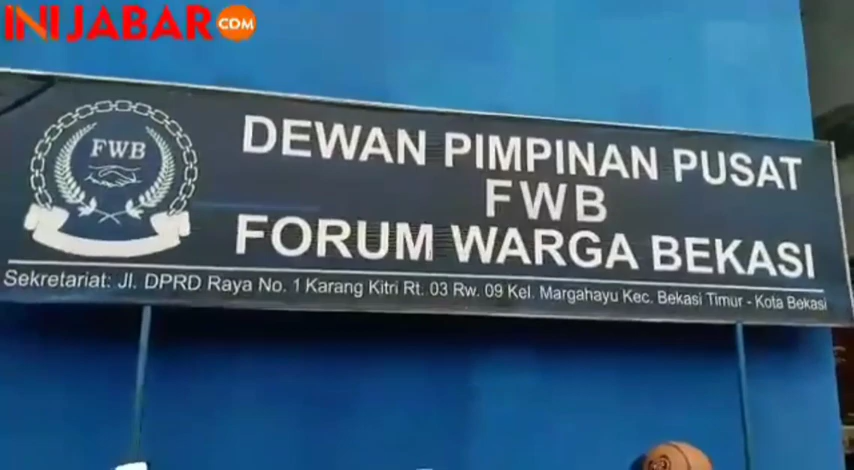 INIJABAR.COM
FWB
DEWAN PIMPINAN PUSAT
FWB
FORUM WARGA BEKASI
Sekretariat: Jl. DPRD Raya No. 1 Karang Kitri Rt. 03 Rw. 09 Kel. Margahayu Kec. Bekasi Timur - Kota Bekasi